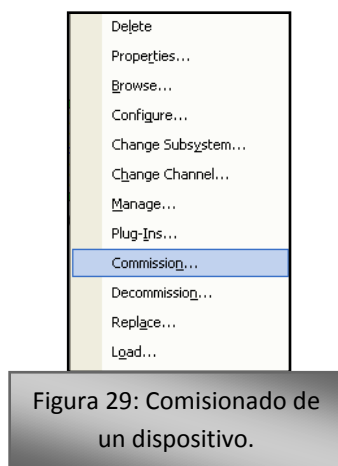 Delete
Properties...
Browse...
Configure...
Change Subsystem...
Change Channel...
Manage...
Plug-Ins...
Commission...
Decommission...
Replace...
Load...
Figura 29: Comisionado de
un dispositivo.